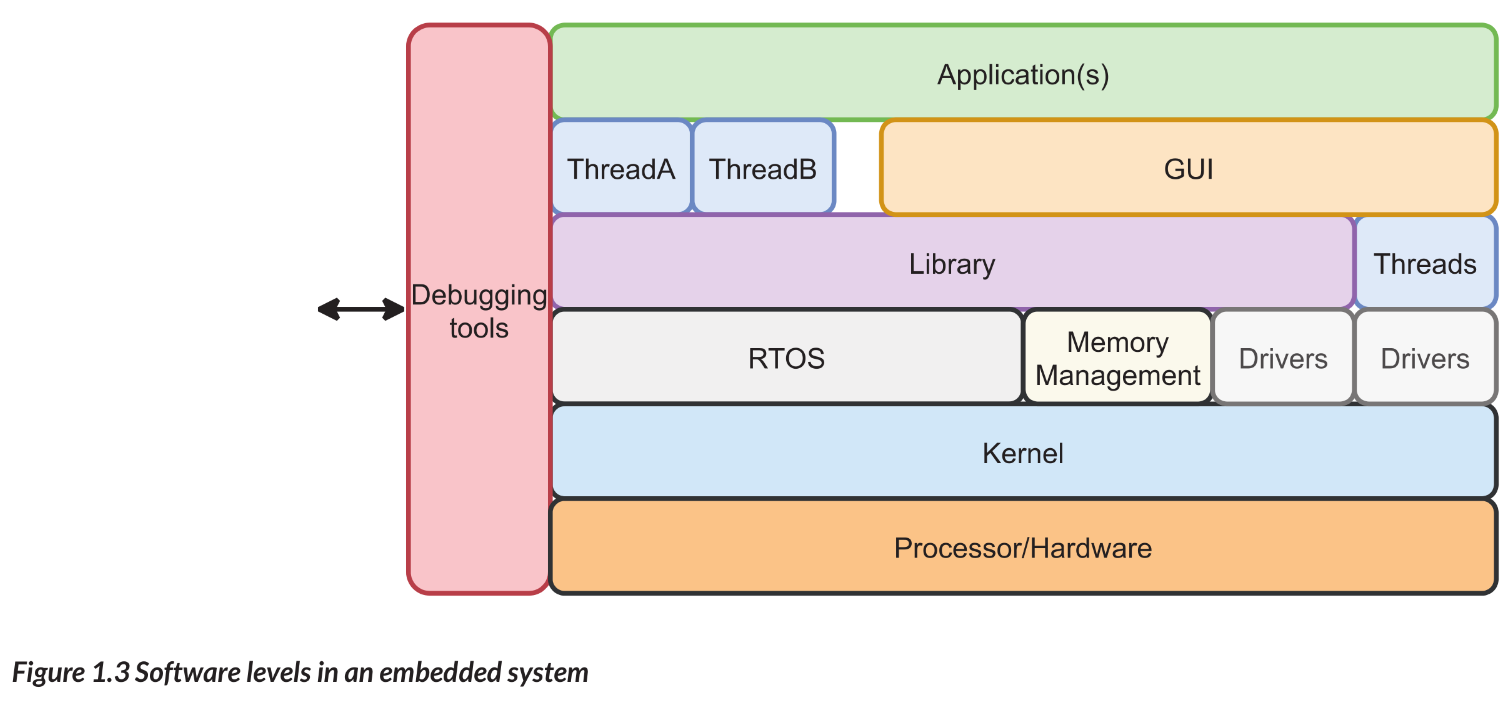 Application(s)
ThreadA
ThreadB
GUI
Library
Threads
Debugging
tools
RTOS
Memory
Management
Drivers
Drivers
Kernel
Processor/Hardware
Figure 1.3 Software levels in an embedded system